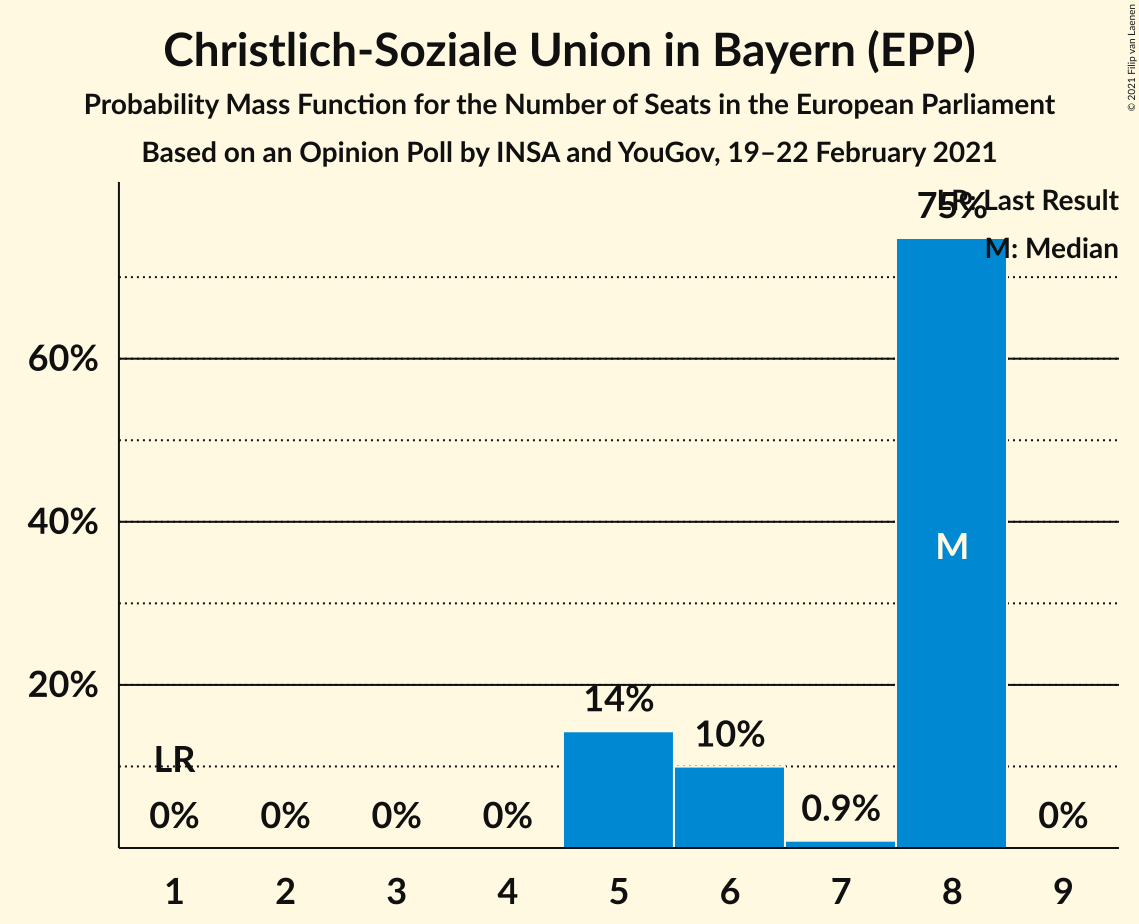 Christlich-Soziale Union in Bayern (EPP)
Probability Mass Function for the Number of Seats in the European Parliament
Based on an Opinion Poll by INSA and YouGov, 19–22 February 2021
© 2021 Filip van Laenen
LR: Last Result
M: Median
75%
60%
40%
M
20%
14%
10%
LR
0.9%
0% 0% 0% 0% 0%
1 2 3 4 5 6 7 8 9